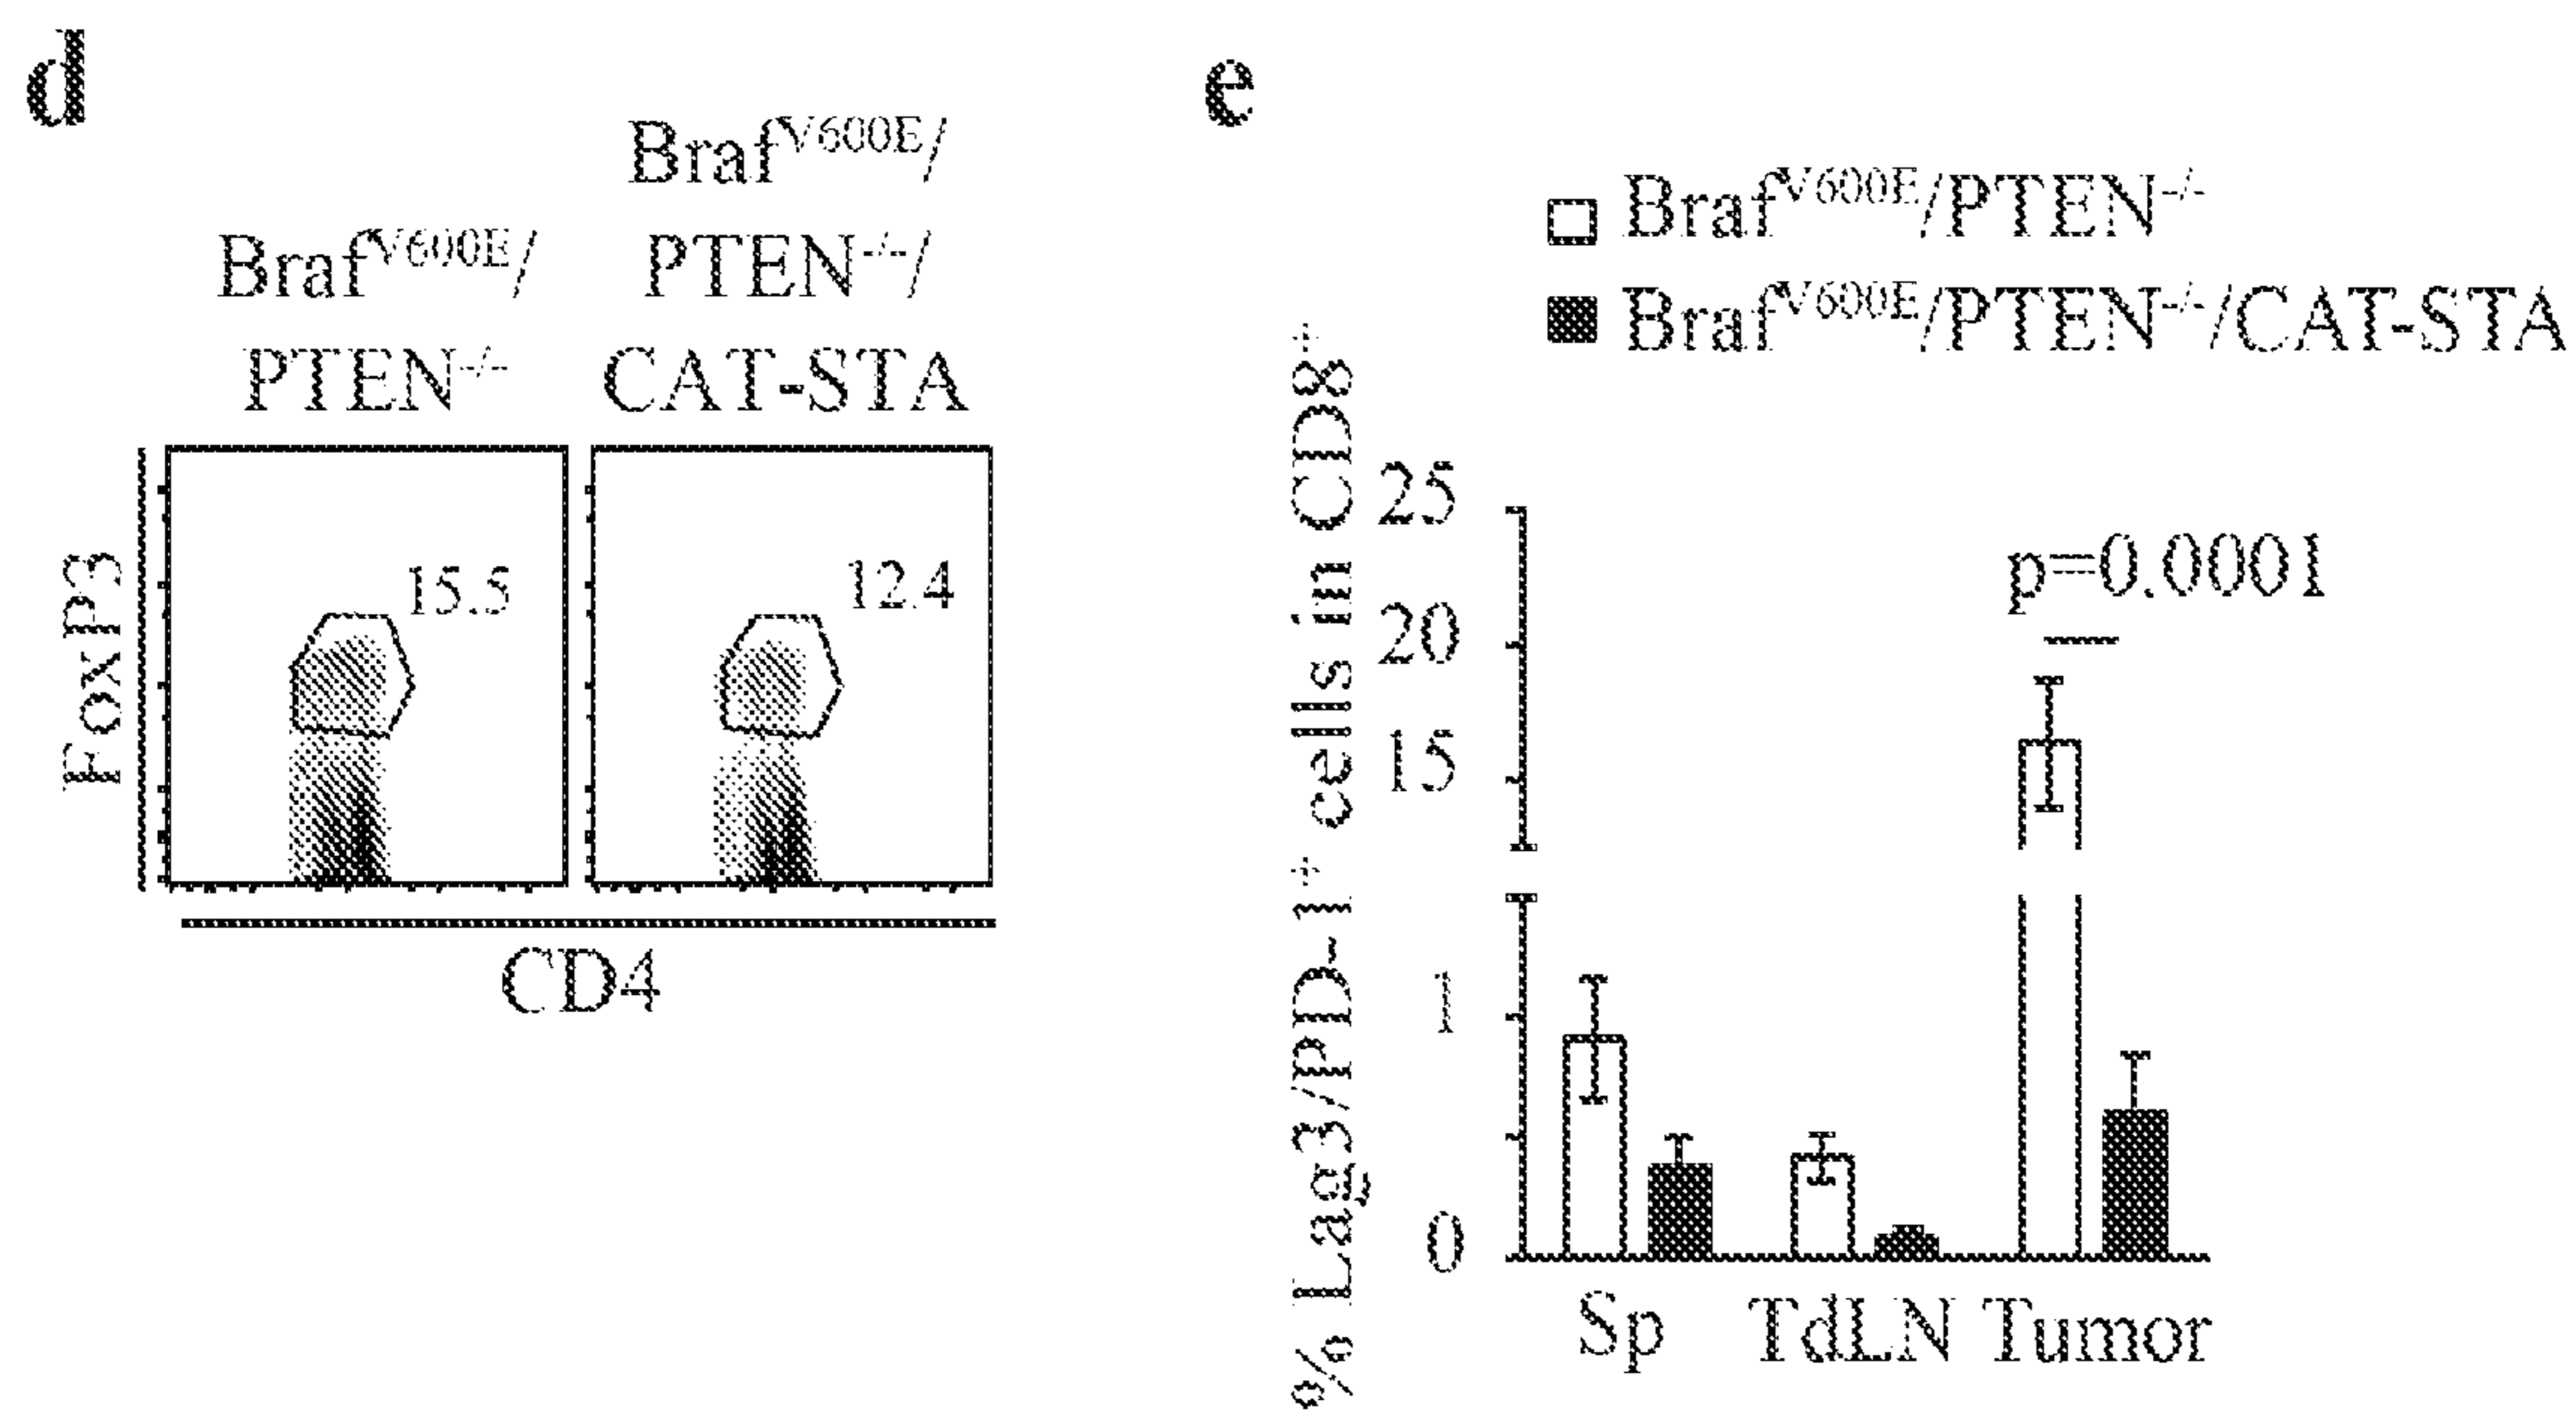 d
Braf^V600E/
PTEN^-/-
Braf^V600E/
PTEN^-/-/
CAT-STA
FoxP3
15.5
12.4
CD4
e
Braf^V600E/PTEN^-/-
Braf^V600E/PTEN^-/-/CAT-STA
% Lag3/PD-1⁺ cells in CD8⁺
25
20
15
1
0
p=0.0001
Sp TdLN Tumor